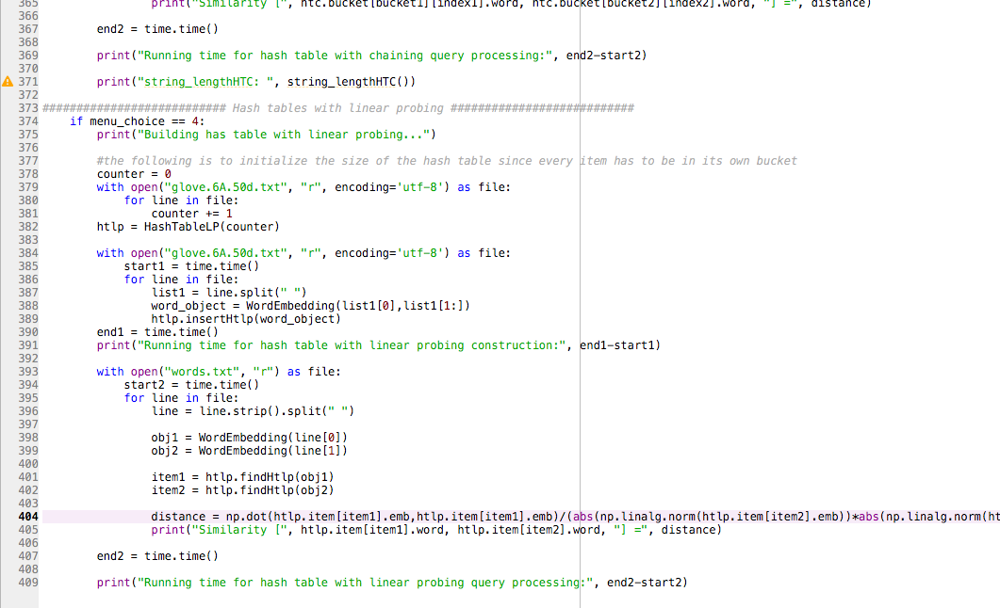 365                 print("Similarity [", htc.bucket[bucket1][index1].word, htc.bucket[bucket2][index2].word, "] =", distance)
366
367         end2 = time.time()
368
369         print("Running time for hash table with chaining query processing:", end2-start2)
370
371         print("string_lengthHTC: ", string_lengthHTC())
372
373 ########################### Hash tables with linear probing ###########################
374     if menu_choice == 4:
375         print("Building has table with linear probing...")
376
377         #the following is to initialize the size of the hash table since every item has to be in its own bucket
378         counter = 0
379         with open("glove.6A.50d.txt", "r", encoding='utf-8') as file:
380             for line in file:
381                 counter += 1
382         htlp = HashTableLP(counter)
383
384         with open("glove.6A.50d.txt", "r", encoding='utf-8') as file:
385             start1 = time.time()
386             for line in file:
387                 list1 = line.split(" ")
388                 word_object = WordEmbedding(list1[0],list1[1:])
389                 htlp.insertHtlp(word_object)
390         end1 = time.time()
391         print("Running time for hash table with linear probing construction:", end1-start1)
392
393         with open("words.txt", "r") as file:
394             start2 = time.time()
395             for line in file:
396                 line = line.strip().split(" ")
397
398                 obj1 = WordEmbedding(line[0])
399                 obj2 = WordEmbedding(line[1])
400
401                 item1 = htlp.findHtlp(obj1)
402                 item2 = htlp.findHtlp(obj2)
403
404                 distance = np.dot(htlp.item[item1].emb,htlp.item[item1].emb)/(abs(np.linalg.norm(htlp.item[item2].emb))*abs(np.linalg.norm(ht
405                 print("Similarity [", htlp.item[item1].word, htlp.item[item2].word, "] =", distance)
406
407         end2 = time.time()
408
409         print("Running time for hash table with linear probing query processing:", end2-start2)